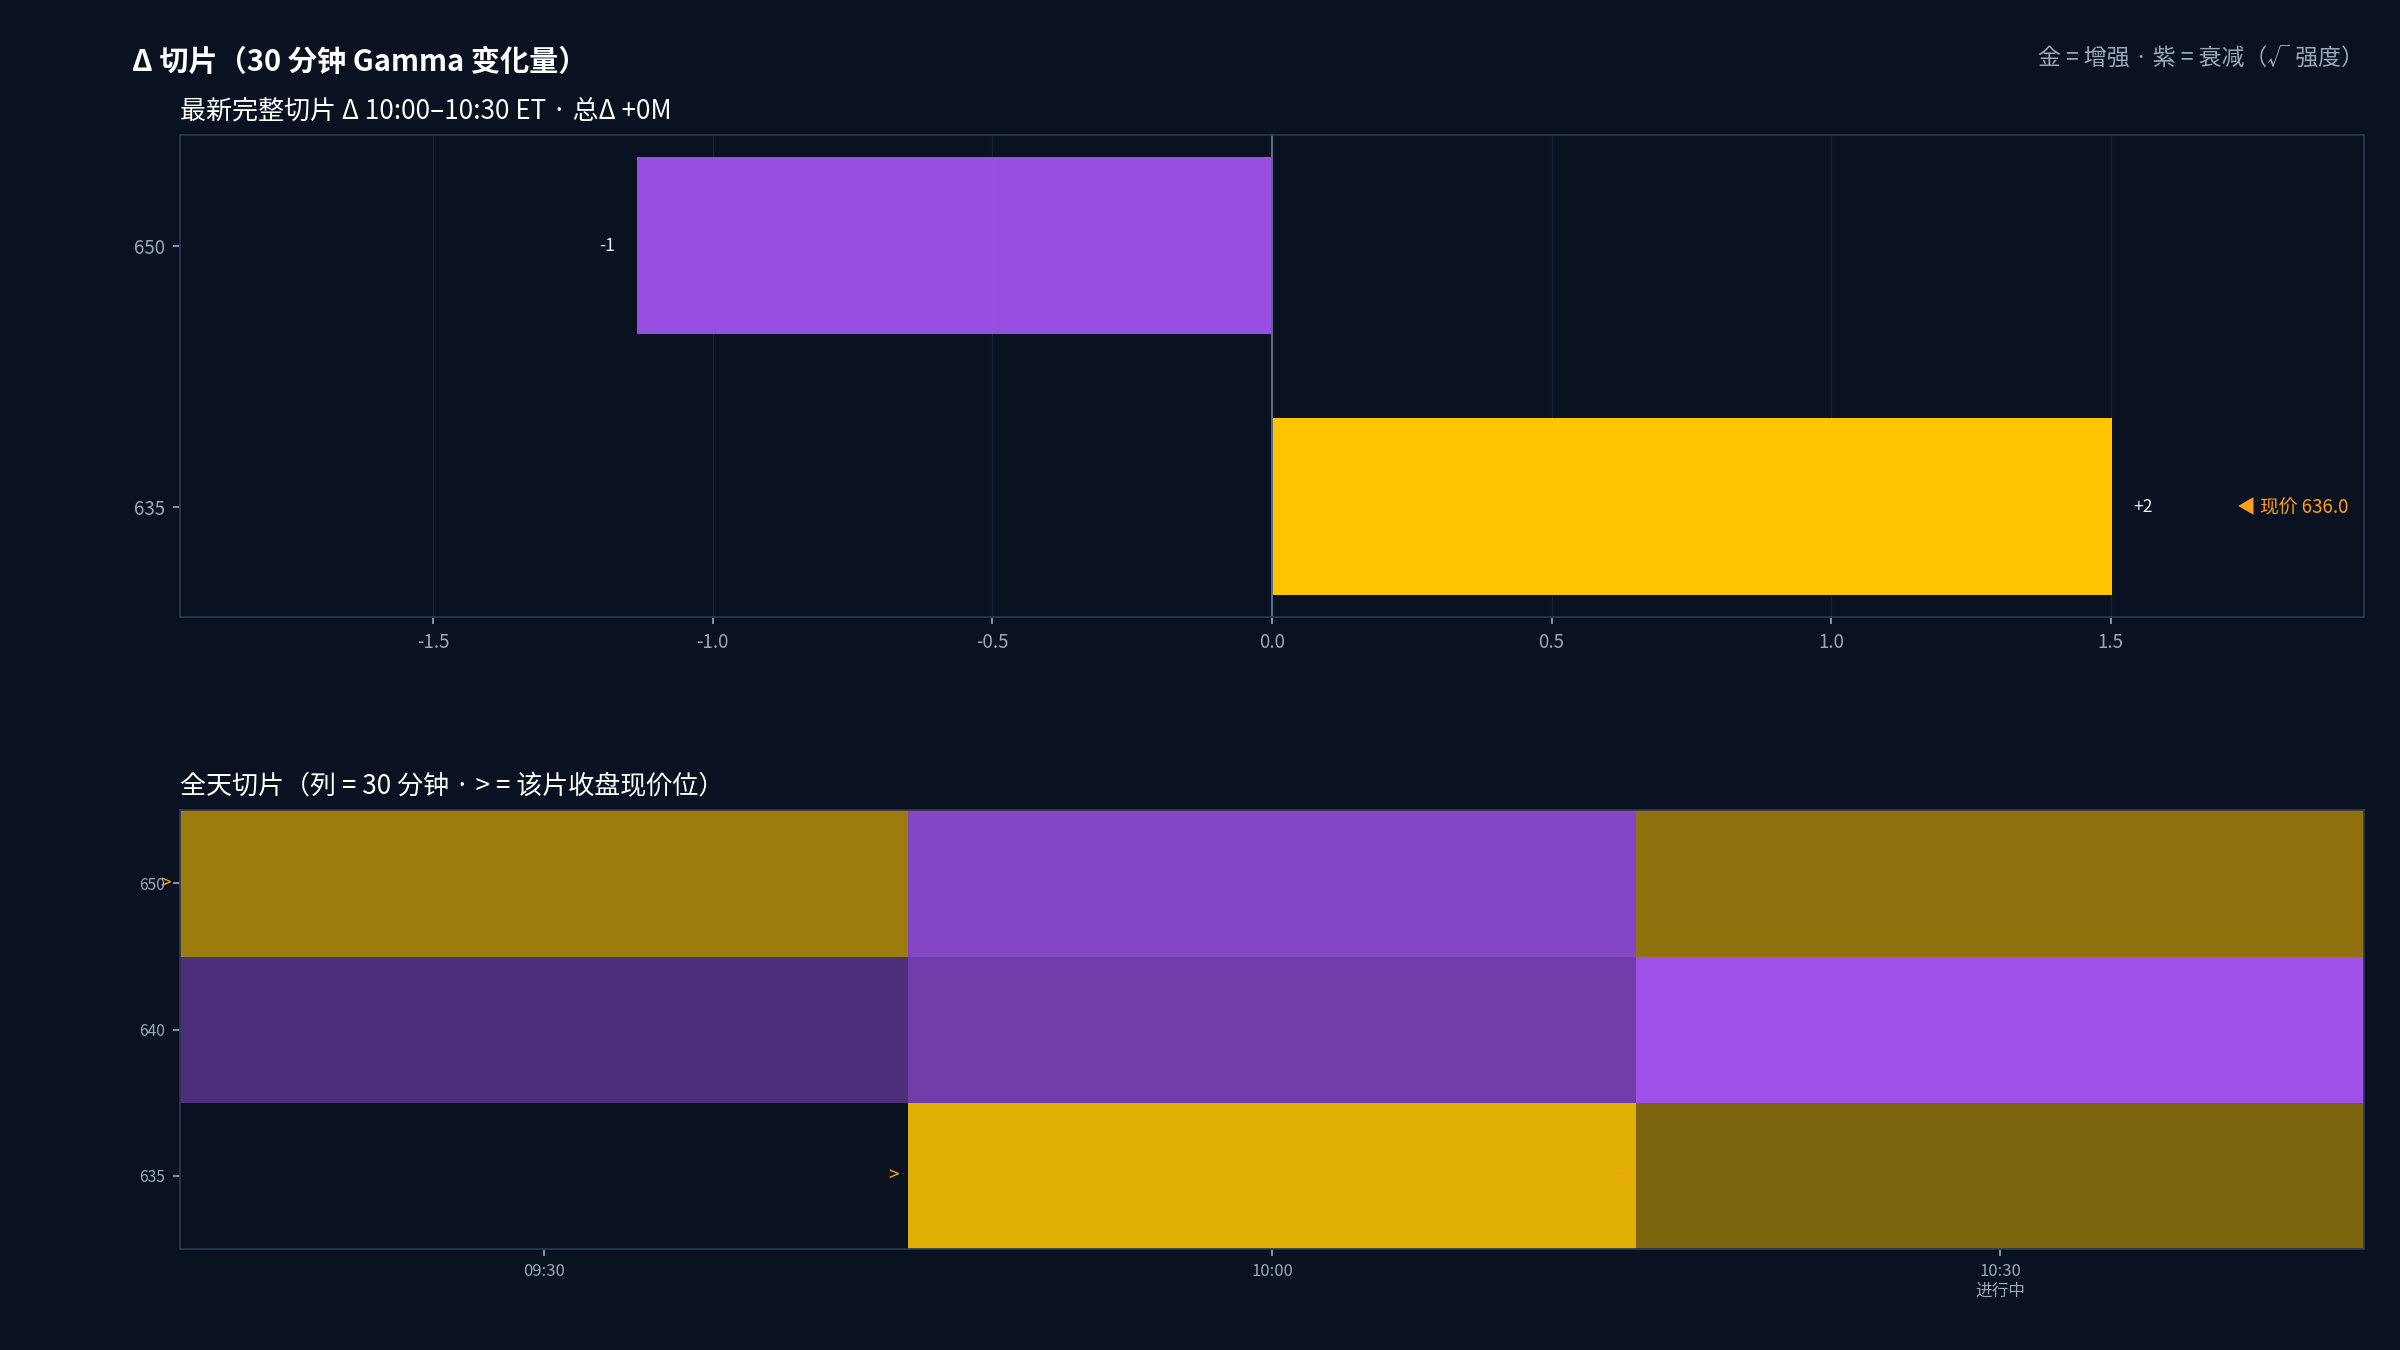 Δ 切片（30 分钟 Gamma 变化量）
金 = 增强 · 紫 = 衰减（√ 强度）
最新完整切片 Δ 10:00–10:30 ET · 总Δ +0M
650
-1
635
+2
◀ 现价 636.0
-1.5 -1.0 -0.5 0.0 0.5 1.0 1.5
全天切片（列 = 30 分钟 · > = 该片收盘现价位）
650
>
640
635
>
09:30 10:00 10:30
进行中